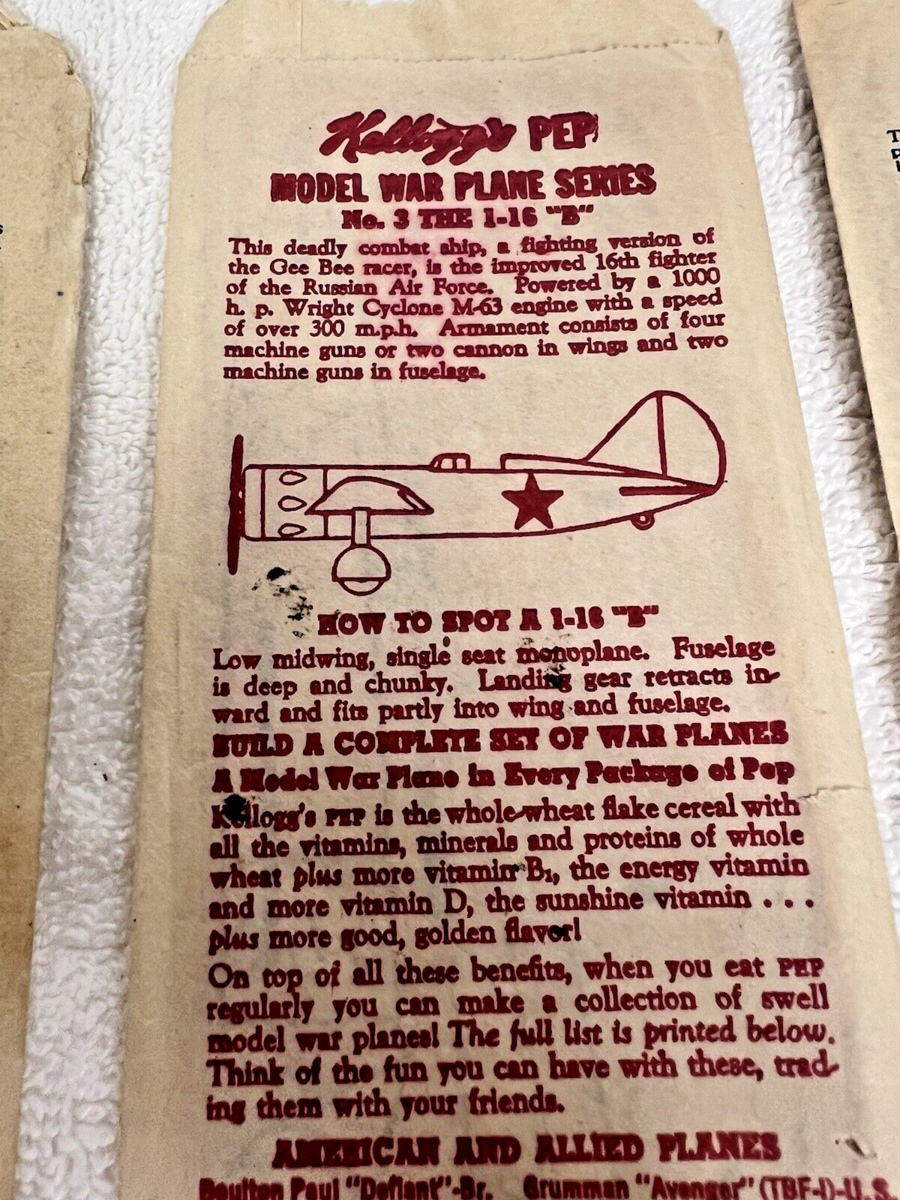 Kellogg's PEP
MODEL WAR PLANE SERIES
No. 3 THE 1-16 "B"
This deadly combat ship, a fighting version of
the Gee Bee racer, is the improved 16th fighter
of the Russian Air Force. Powered by a 1000
h. p. Wright Cyclone M-63 engine with a speed
of over 300 m.p.h. Armament consists of four
machine guns or two cannon in wings and two
machine guns in fuselage.
HOW TO SPOT A 1-16 "B"
Low midwing, single seat monoplane. Fuselage
is deep and chunky. Landing gear retracts in-
ward and fits partly into wing and fuselage.
BUILD A COMPLETE SET OF WAR PLANES
A Model War Plane in Every Package of Pep
Kellogg's PEP is the whole-wheat flake cereal with
all the vitamins, minerals and proteins of whole
wheat plus more vitamin B₁, the energy vitamin
and more vitamin D, the sunshine vitamin . . .
plus more good, golden flavor!
On top of all these benefits, when you eat PEP
regularly you can make a collection of swell
model war planes! The full list is printed below.
Think of the fun you can have with these, trad-
ing them with your friends.
AMERICAN AND ALLIED PLANES
Boulton Paul "Defiant"-Br. Grumman "Avenger" (TBF-1)-U.S.